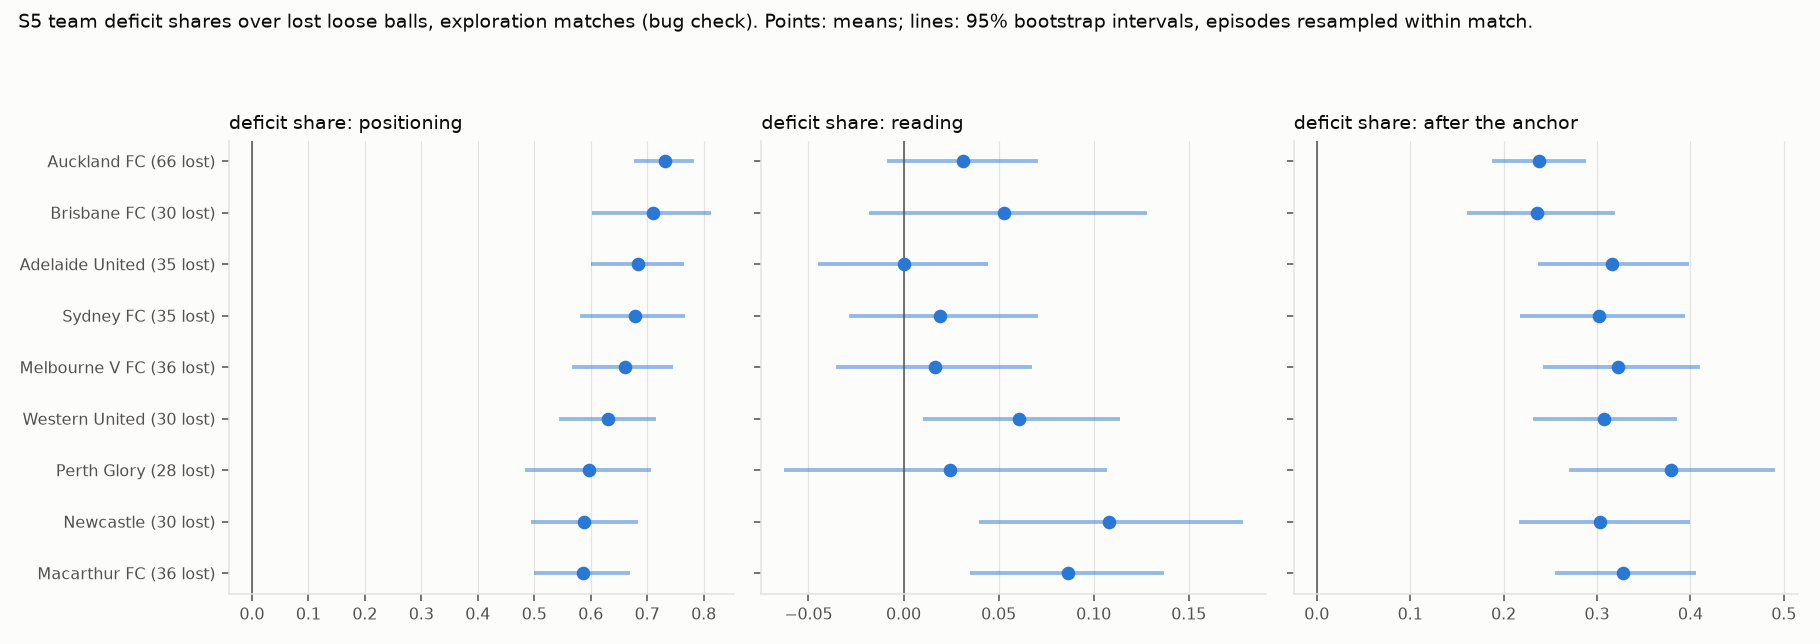 S5 team deficit shares over lost loose balls, exploration matches (bug check). Points: means; lines: 95% bootstrap intervals, episodes resampled within match.
deficit share: positioning
deficit share: reading
deficit share: after the anchor
Auckland FC (66 lost)
Brisbane FC (30 lost)
Adelaide United (35 lost)
Sydney FC (35 lost)
Melbourne V FC (36 lost)
Western United (30 lost)
Perth Glory (28 lost)
Newcastle (30 lost)
Macarthur FC (36 lost)
0.0 0.1 0.2 0.3 0.4 0.5 0.6 0.7 0.8
−0.05 0.00 0.05 0.10 0.15
0.0 0.1 0.2 0.3 0.4 0.5